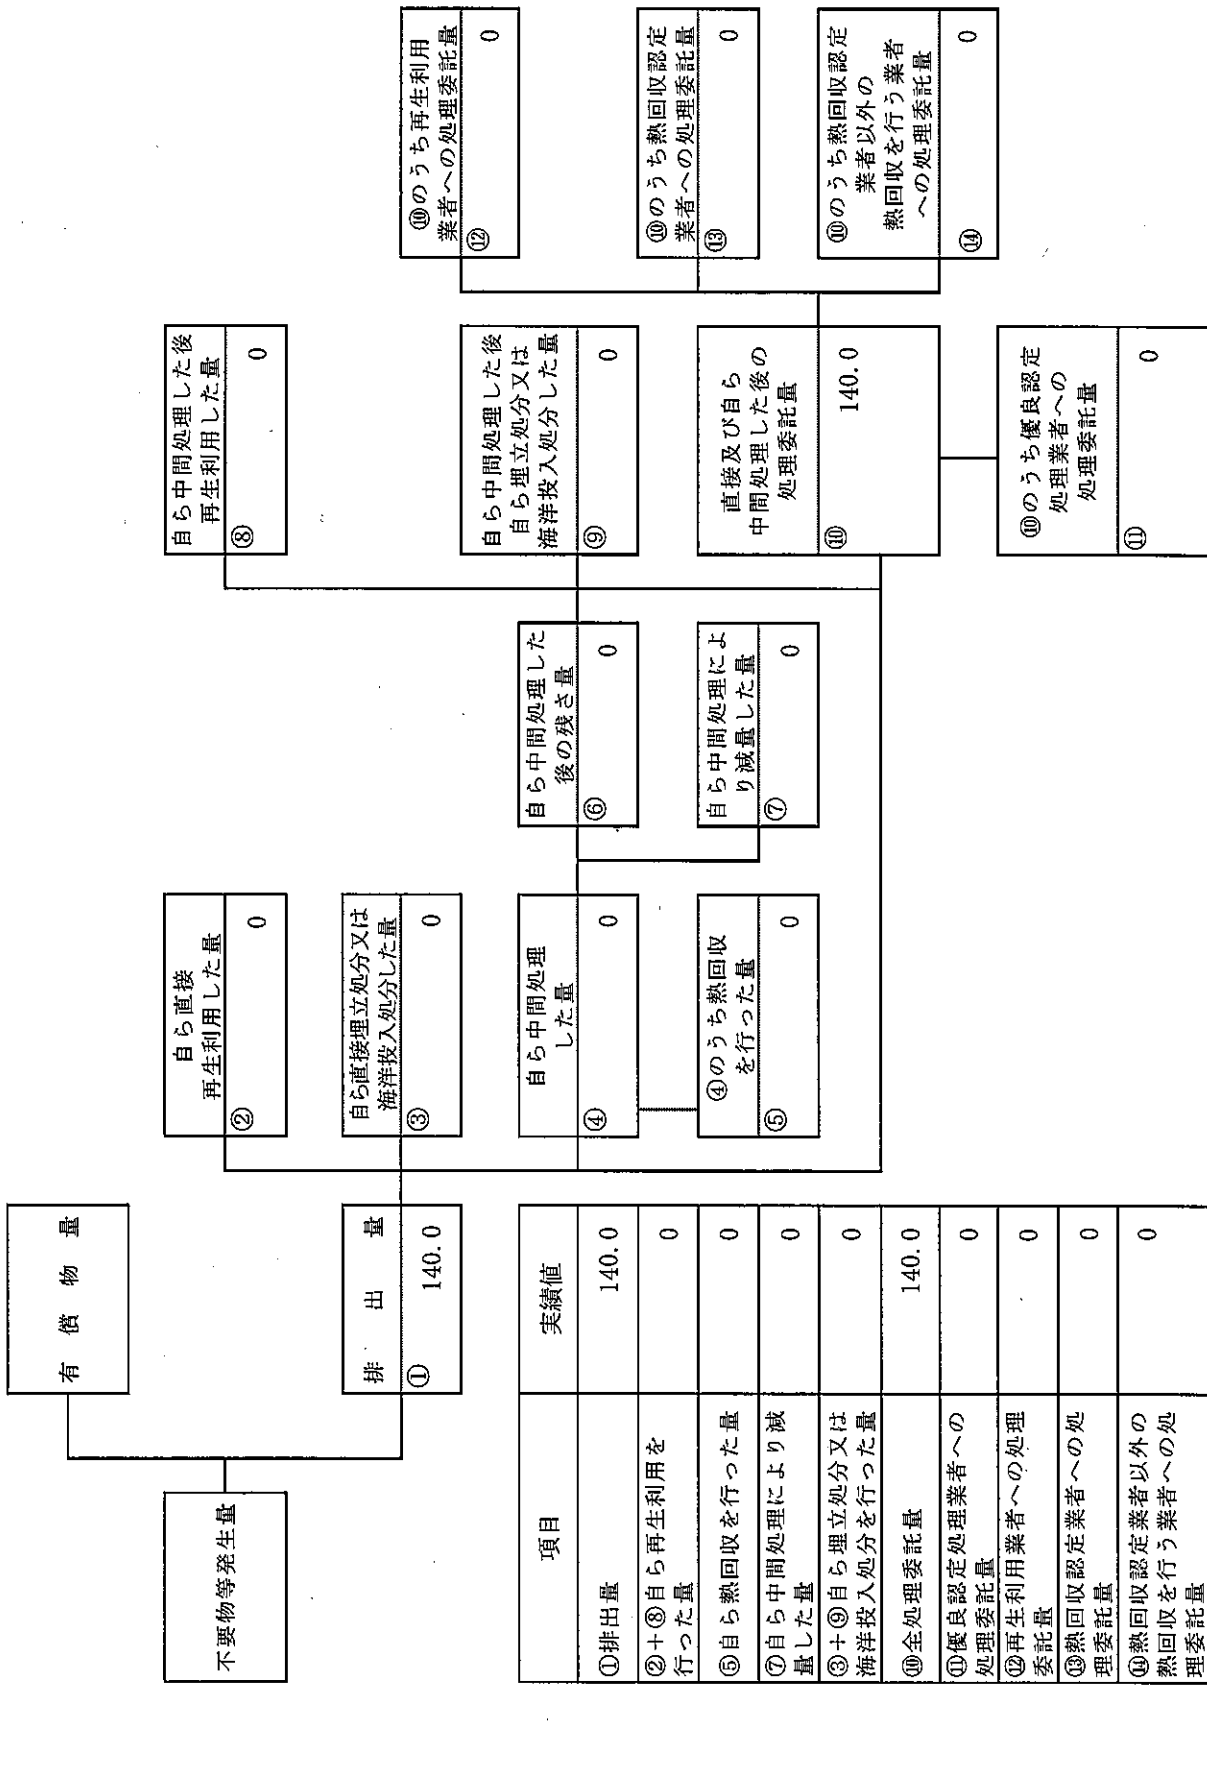 有償物量
不要物等発生量
排出量
① 140.0
自ら直接
再生利用した量
② 0
自ら直接埋立処分又は
海洋投入処分した量
③ 0
自ら中間処理
した量
④ 0
④のうち熱回収
を行った量
⑤ 0
自ら中間処理した
後の残さ量
⑥ 0
自ら中間処理によ
り減量した量
⑦ 0
自ら中間処理した後
再生利用した量
⑧ 0
自ら中間処理した後
自ら埋立処分又は
海洋投入処分した量
⑨ 0
直接及び自ら
中間処理した後の
処理委託量
⑩ 140.0
⑩のうち優良認定
処理業者への
処理委託量
⑪ 0
⑩のうち再生利用
業者への処理委託量
⑫ 0
⑩のうち熱回収認定
業者への処理委託量
⑬ 0
⑩のうち熱回収認定
業者以外の
熱回収を行う業者
への処理委託量
⑭ 0
項目 実績値
①排出量 140.0
②+⑧自ら再生利用を
行った量 0
⑤自ら熱回収を行った量 0
⑦自ら中間処理により減
量した量 0
③+⑨自ら埋立処分又は
海洋投入処分を行った量 0
⑩全処理委託量 140.0
⑪優良認定処理業者への
処理委託量 0
⑫再生利用業者への処理
委託量 0
⑬熱回収認定業者への処
理委託量 0
⑭熱回収認定業者以外の
熱回収を行う業者への処
理委託量 0